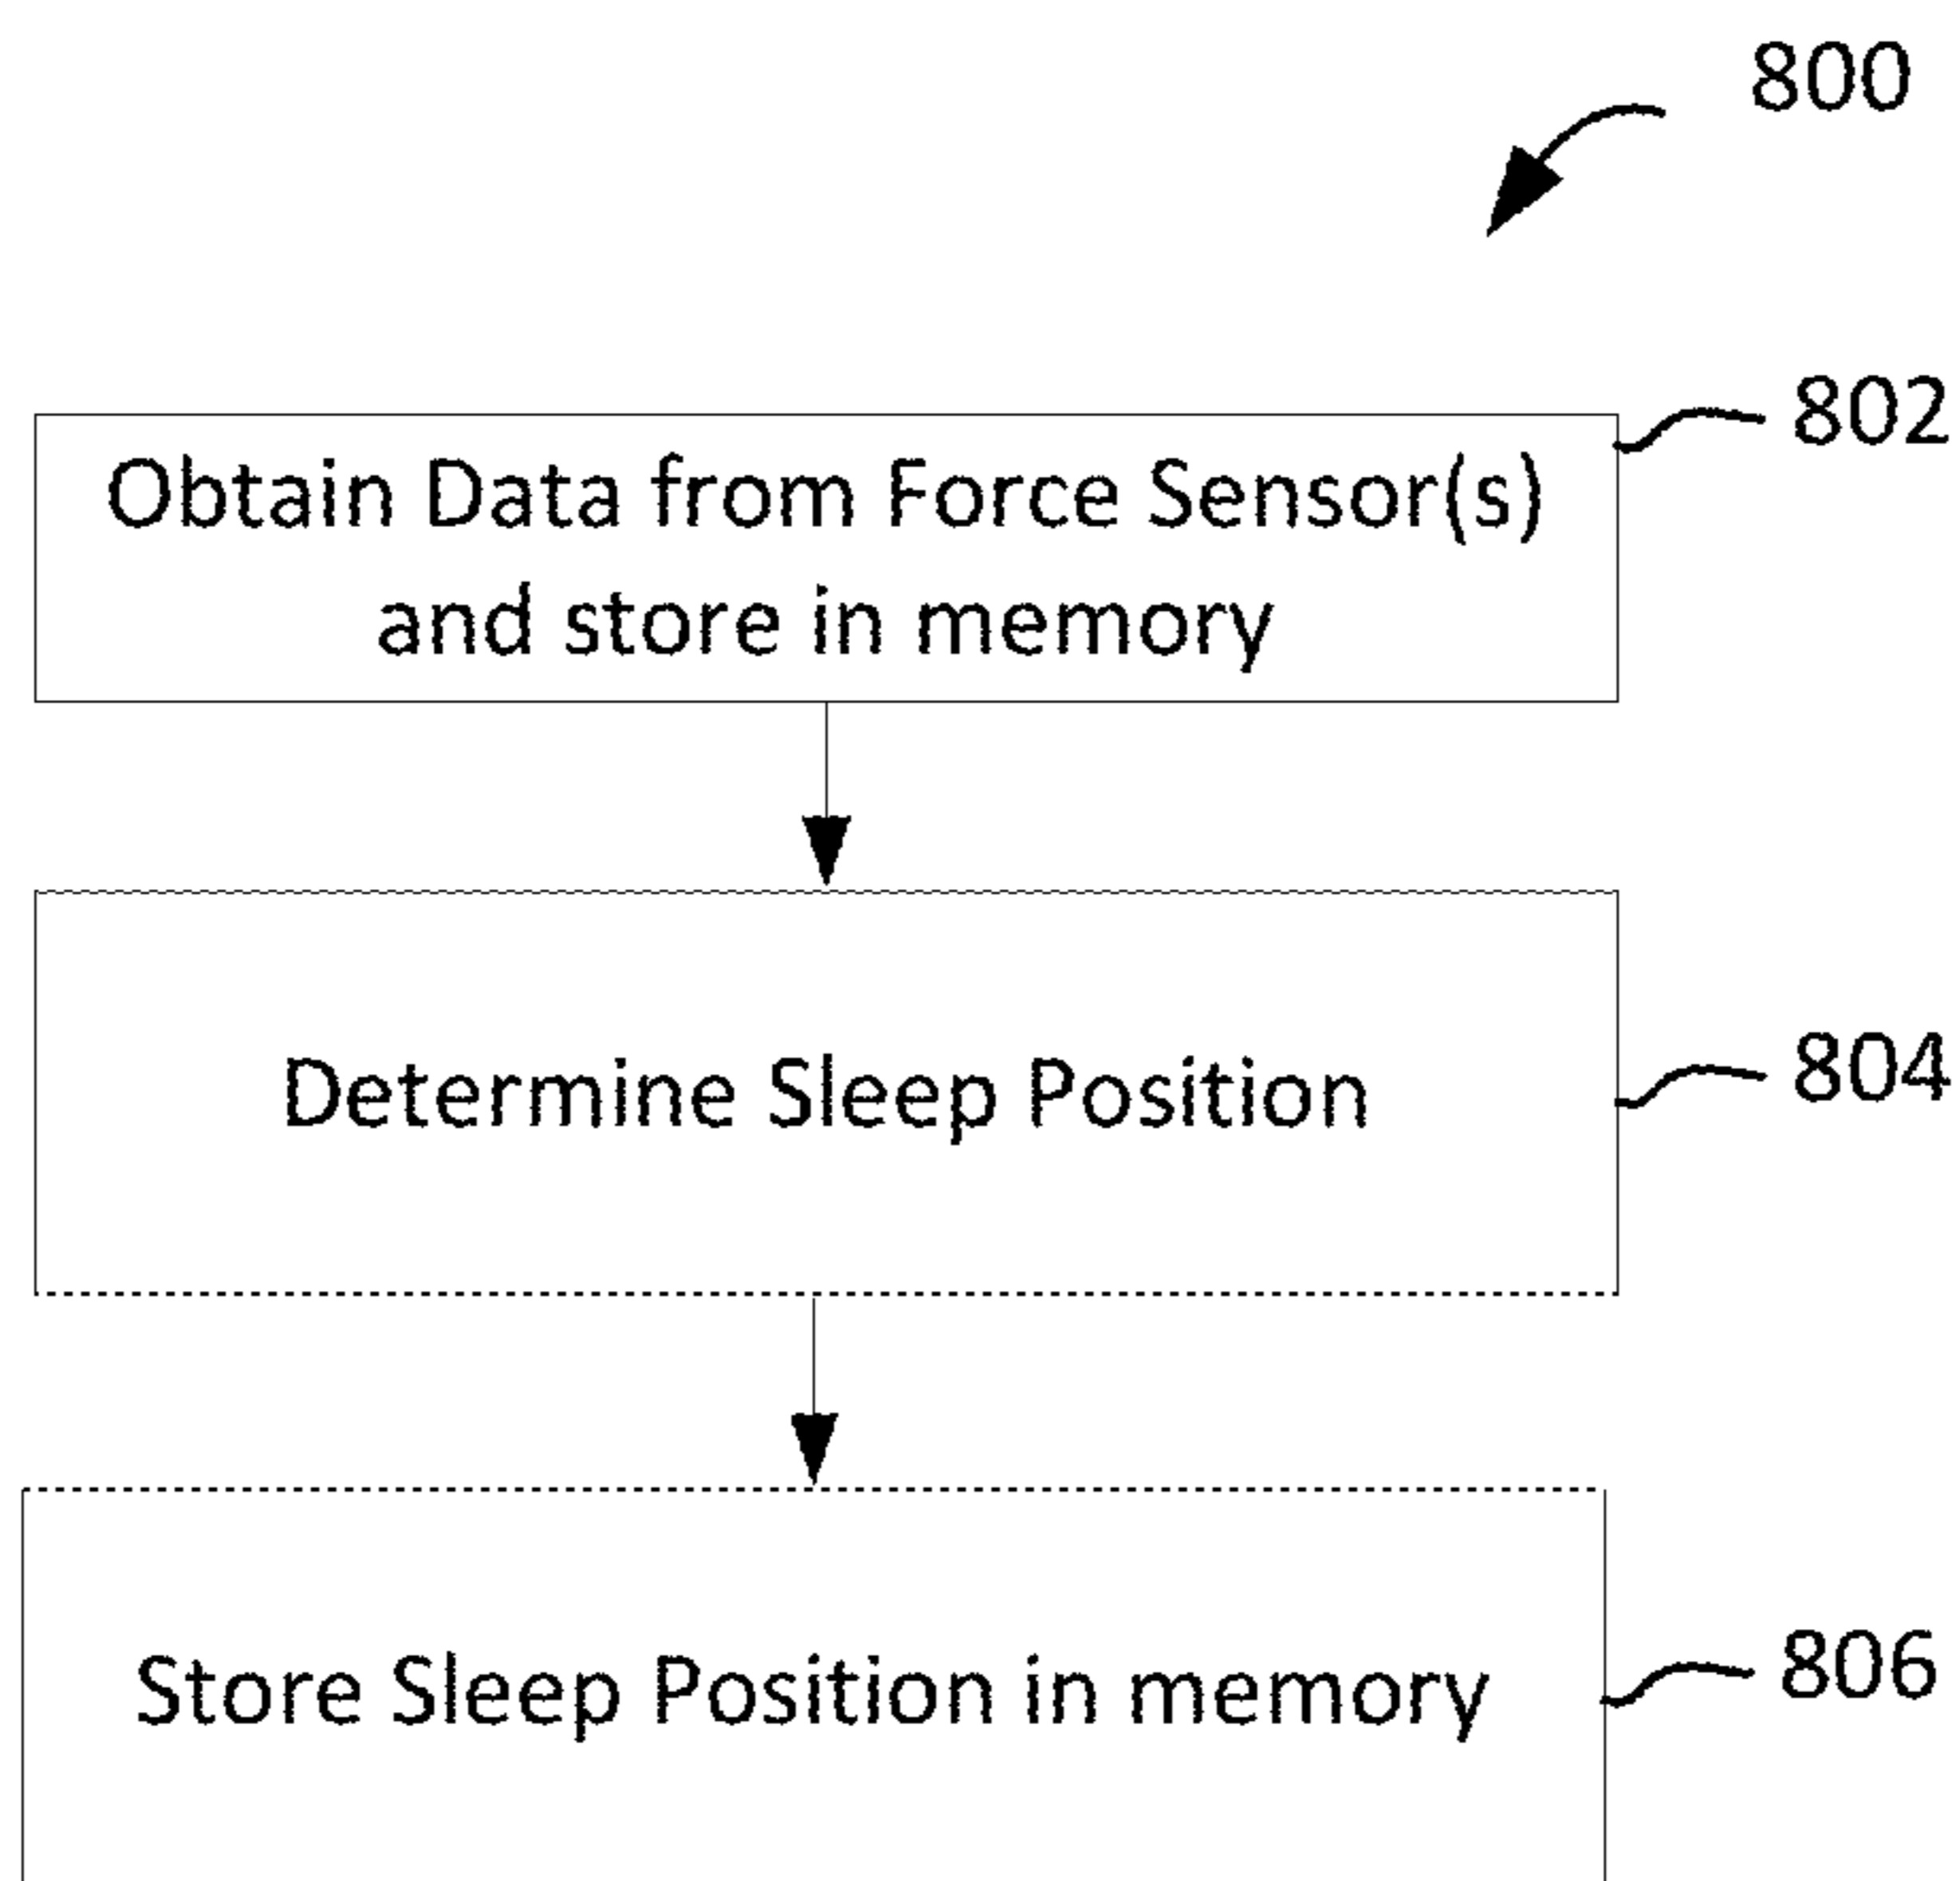 800
802
Obtain Data from Force Sensor(s)
and store in memory
Determine Sleep Position
804
Store Sleep Position in memory
806